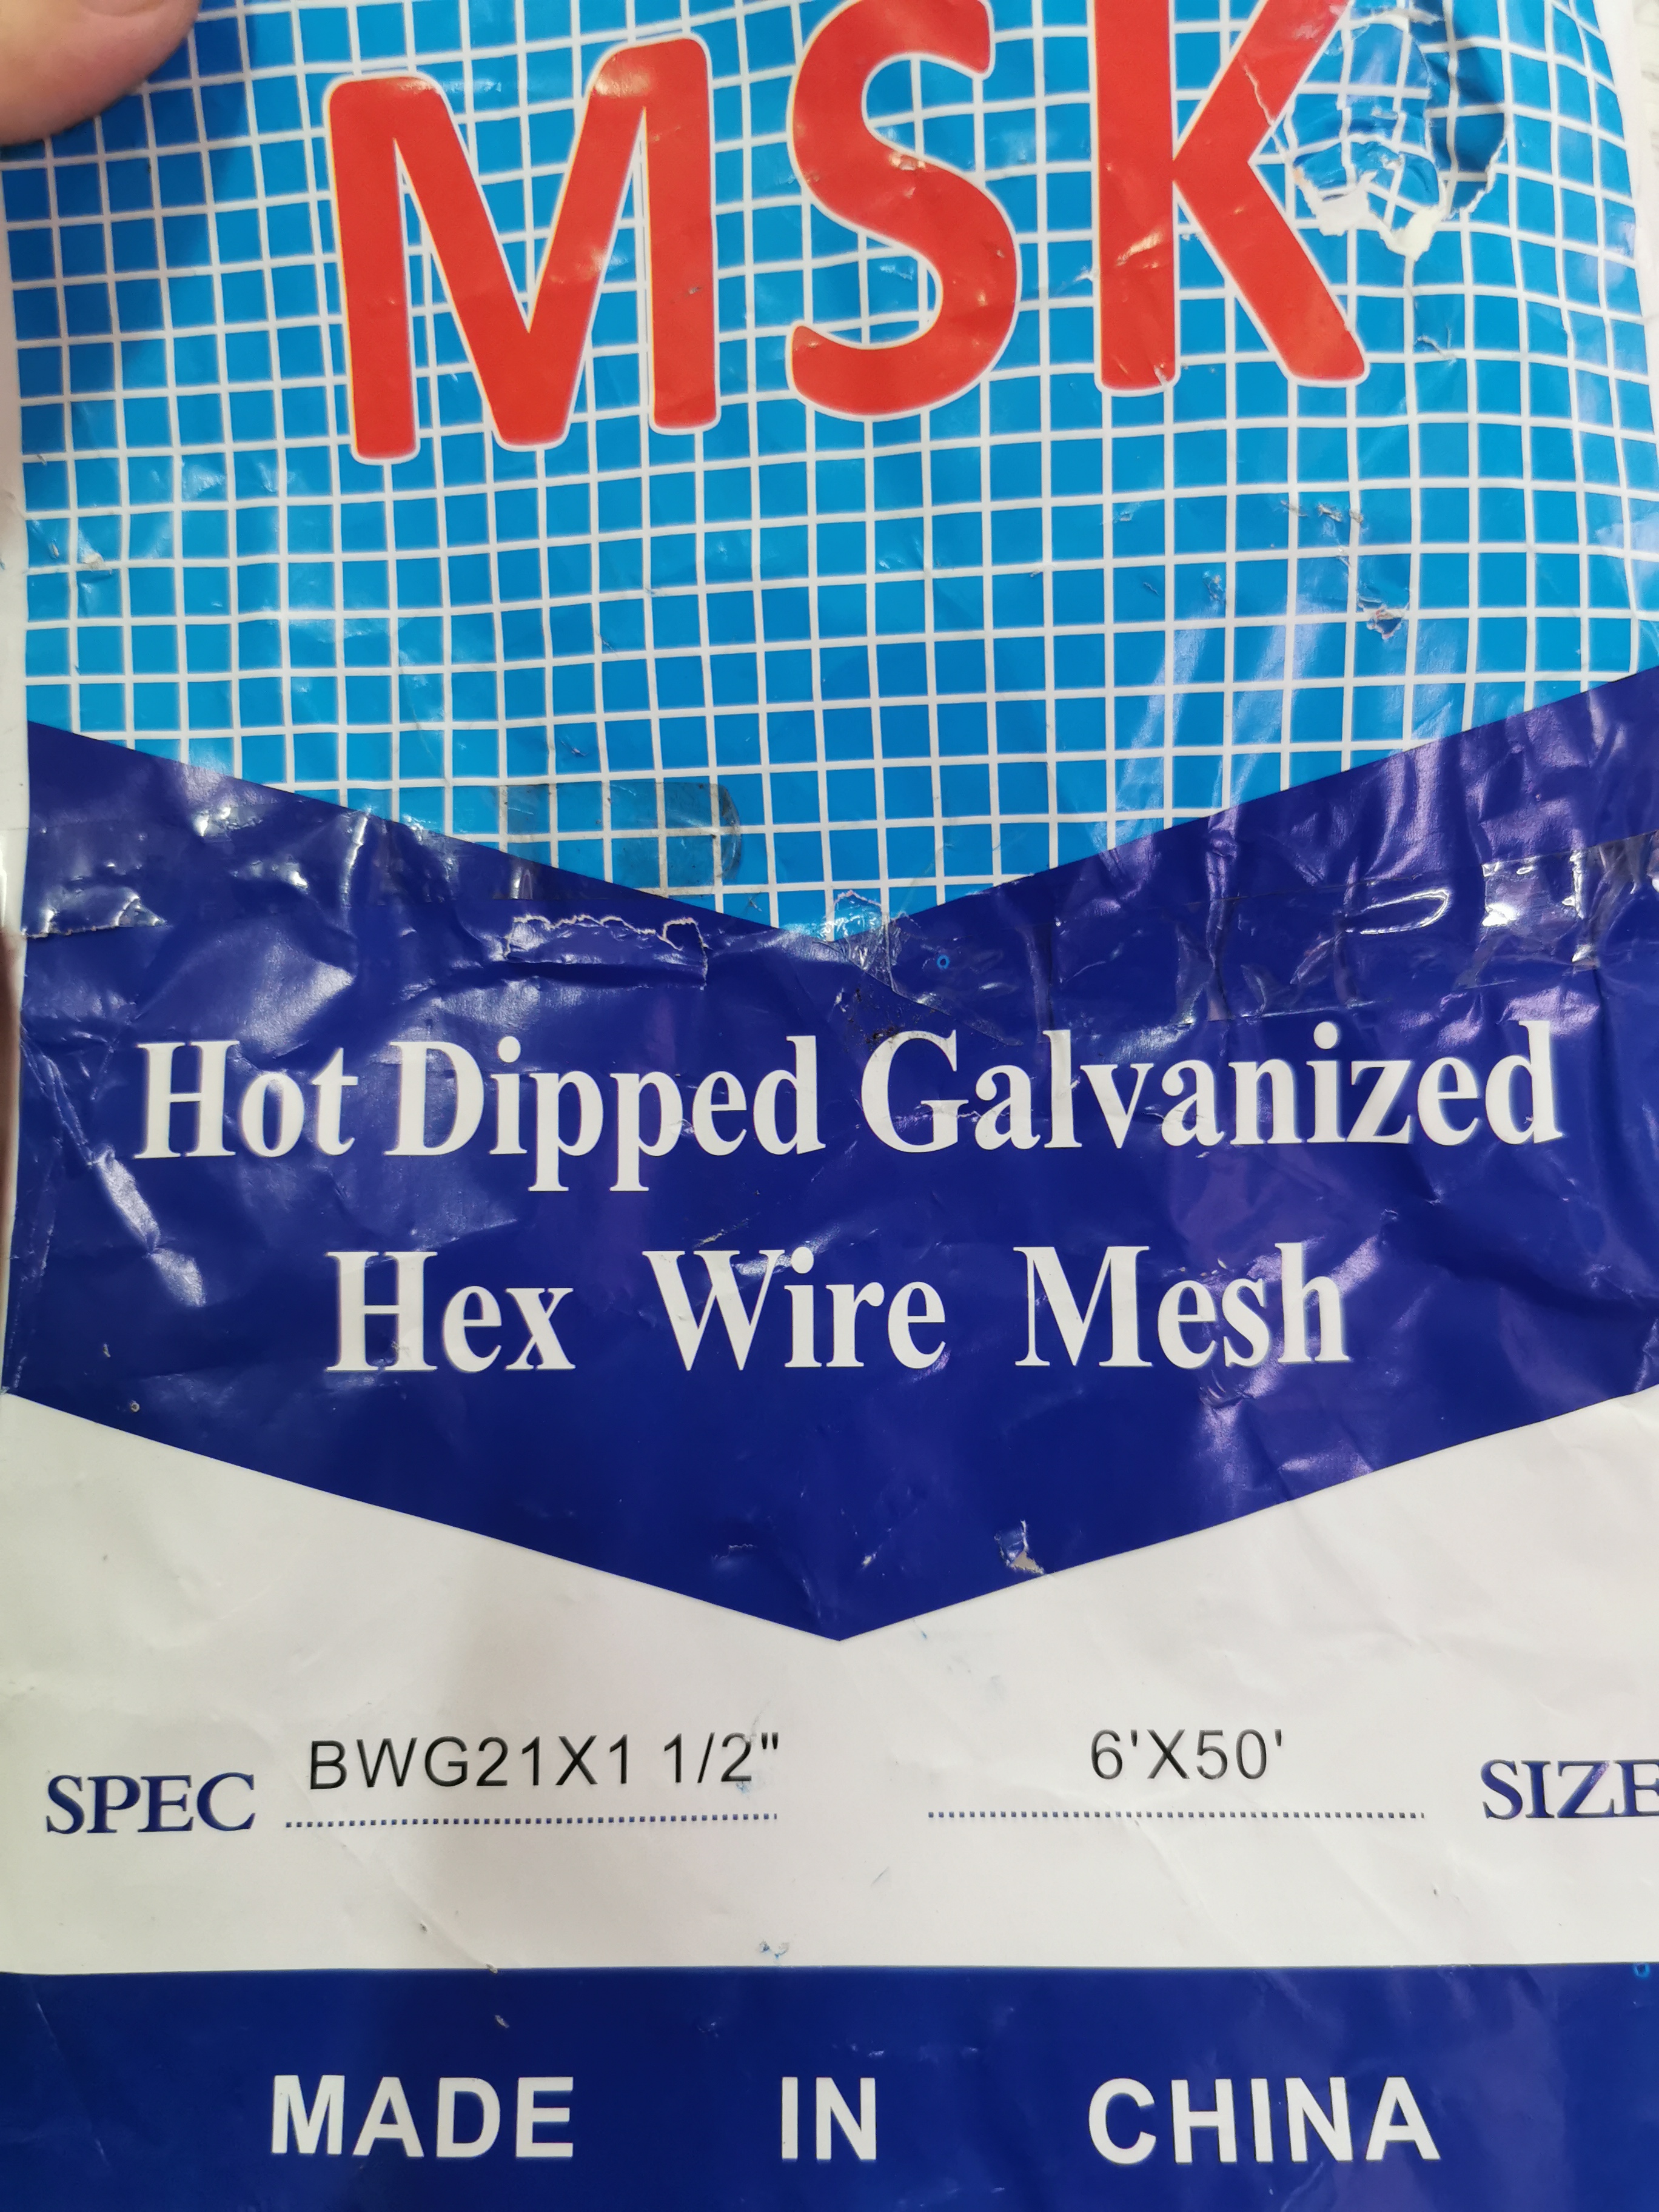 MSK
Hot Dipped Galvanized
Hex Wire Mesh
SPEC BWG21X1 1/2" 6'X50' SIZE
MADE IN CHINA